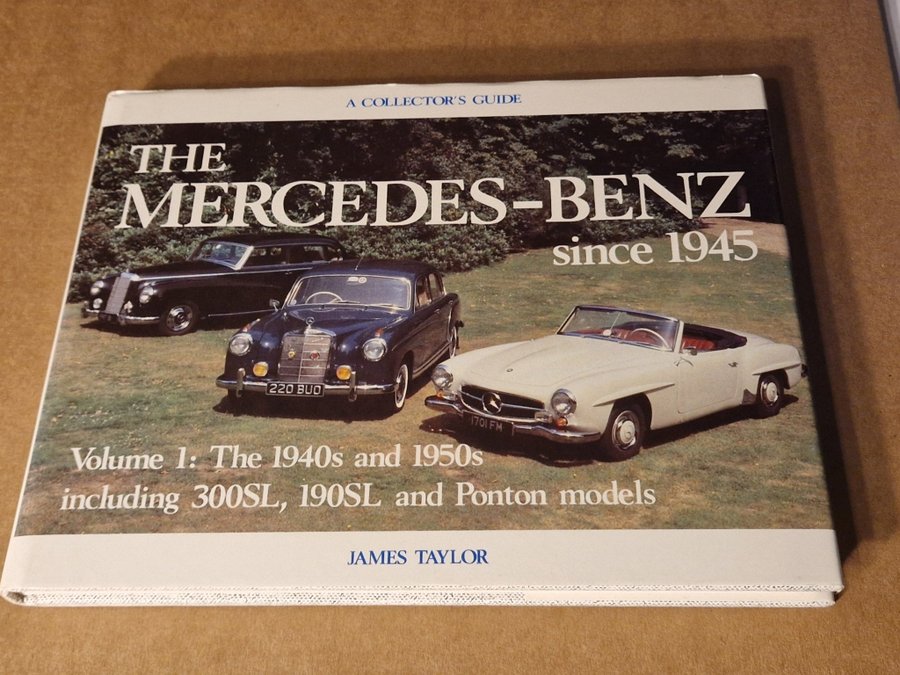 A COLLECTOR'S GUIDE
THE
MERCEDES-BENZ
since 1945
220 BUO
1701 FM
Volume 1: The 1940s and 1950s
including 300SL, 190SL and Ponton models
JAMES TAYLOR